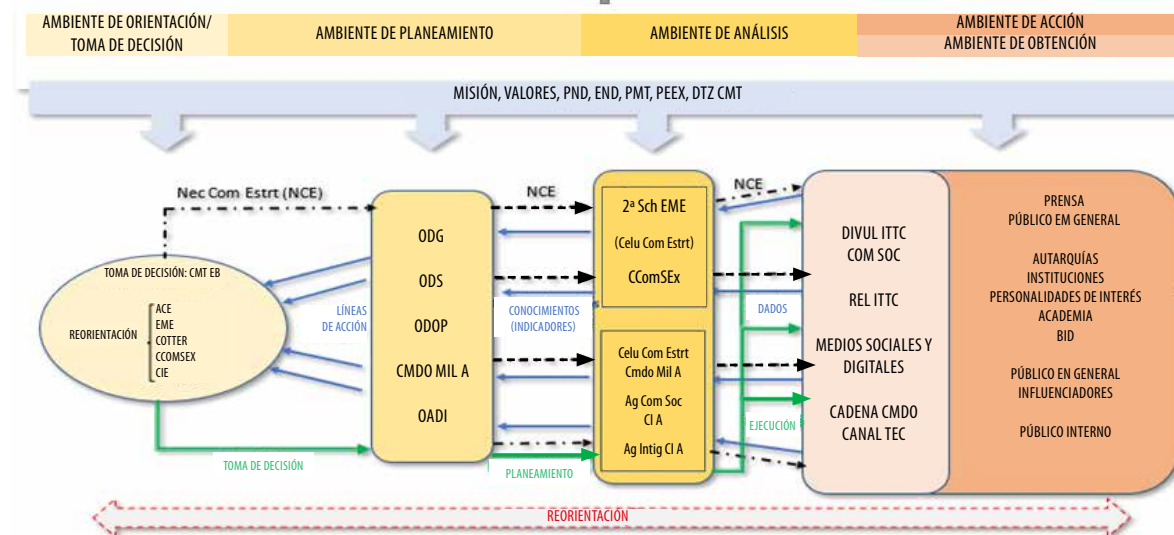 AMBIENTE DE ORIENTACIÓN/
TOMA DE DECISIÓN
AMBIENTE DE PLANEAMIENTO
AMBIENTE DE ANÁLISIS
AMBIENTE DE ACCIÓN
AMBIENTE DE OBTENCIÓN
MISIÓN, VALORES, PND, END, PMT, PEEX, DTZ CMT
Nec Com Estrt (NCE)
TOMA DE DECISIÓN: CMT EB
REORIENTACIÓN
ACE
EME
COTTER
CCOMSEX
CIE
TOMA DE DECISIÓN
LÍNEAS
DE ACCIÓN
ODG
ODS
ODOP
CMDO MIL A
OADI
NCE
CONOCIMIENTOS
(INDICADORES)
PLANEAMIENTO
2ª Sch EME
(Celu Com Estrt)
CComSEx
Celu Com Estrt
Cmdo Mil A
Ag Com Soc
Cl A
Ag Intig Cl A
NCE
DADOS
EJECUCIÓN
DIVUL ITTC
COM SOC
REL ITTC
MEDIOS SOCIALES Y
DIGITALES
CADENA CMDO
CANAL TEC
PRENSA
PÚBLICO EM GENERAL
AUTARQUÍAS
INSTITUCIONES
PERSONALIDADES DE INTERÉS
ACADEMIA
BID
PÚBLICO EN GENERAL
INFLUENCIADORES
PÚBLICO INTERNO
REORIENTACIÓN